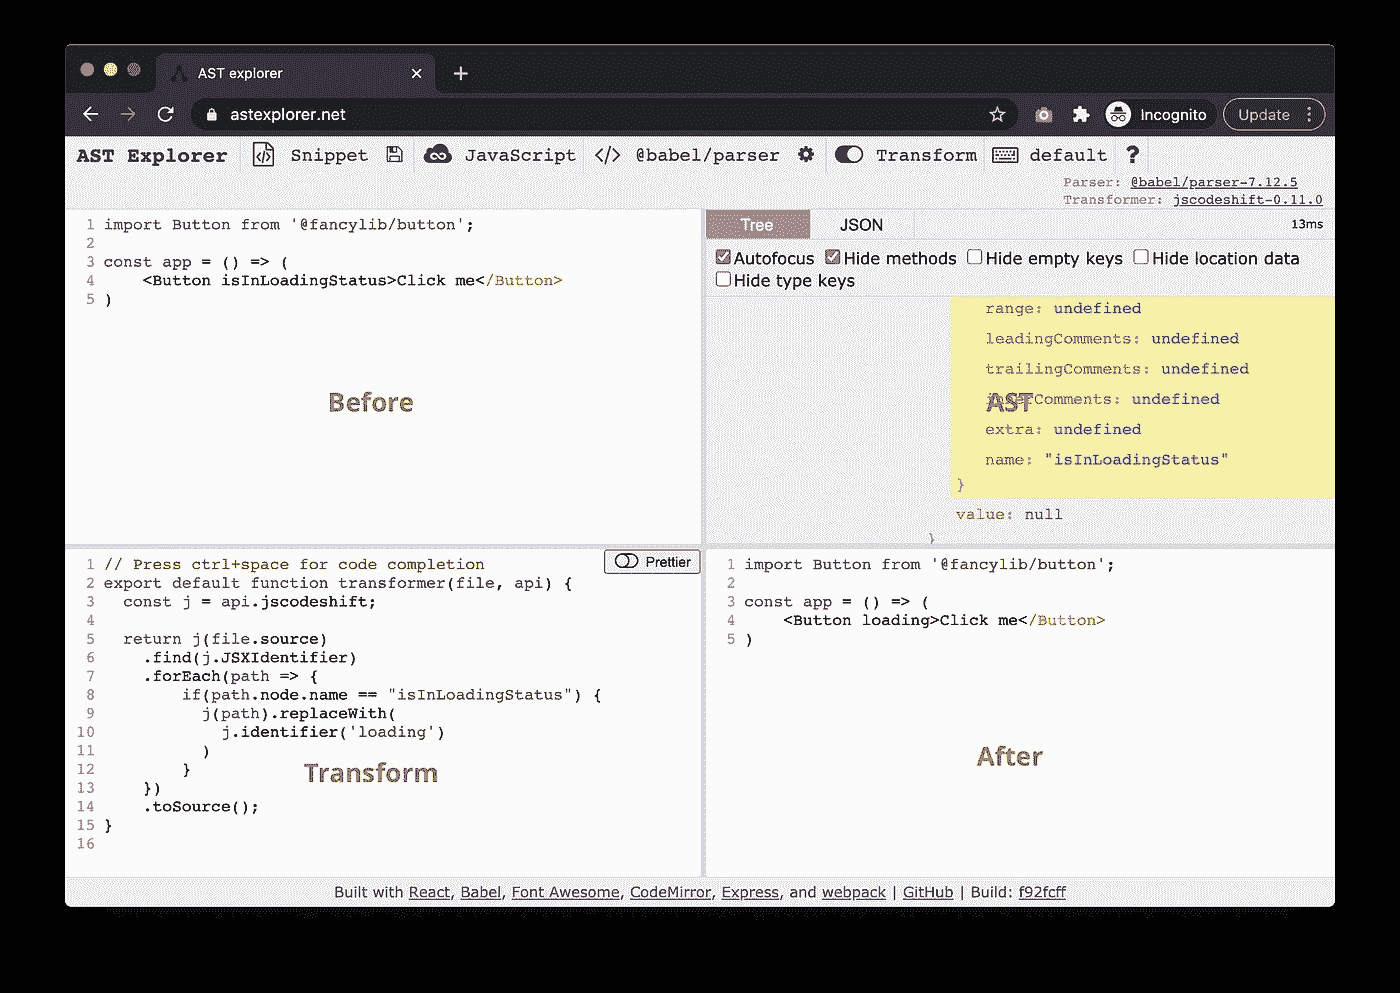 AST explorer
astexplorer.net
Incognito
Update
AST Explorer Snippet JavaScript </> @babel/parser Transform default ?
Parser: @babel/parser-7.12.5
Transformer: jscodeshift-0.11.0
1 import Button from '@fancylib/button';
2
3 const app = () => (
4     <Button isInLoadingStatus>Click me</Button>
5 )
Before
Tree JSON 13ms
Autofocus Hide methods Hide empty keys Hide location data
Hide type keys
range: undefined
leadingComments: undefined
trailingComments: undefined
Comments: undefined
AST
extra: undefined
name: "isInLoadingStatus"
}
value: null
}
Prettier
1 // Press ctrl+space for code completion
2 export default function transformer(file, api) {
3   const j = api.jscodeshift;
4
5   return j(file.source)
6     .find(j.JSXIdentifier)
7     .forEach(path => {
8         if(path.node.name == "isInLoadingStatus") {
9           j(path).replaceWith(
10             j.identifier('loading')
11           )
12         }
13     })
14     .toSource();
15 }
16
Transform
1 import Button from '@fancylib/button';
2
3 const app = () => (
4     <Button loading>Click me</Button>
5 )
After
Built with React, Babel, Font Awesome, CodeMirror, Express, and webpack | GitHub | Build: f92fcff